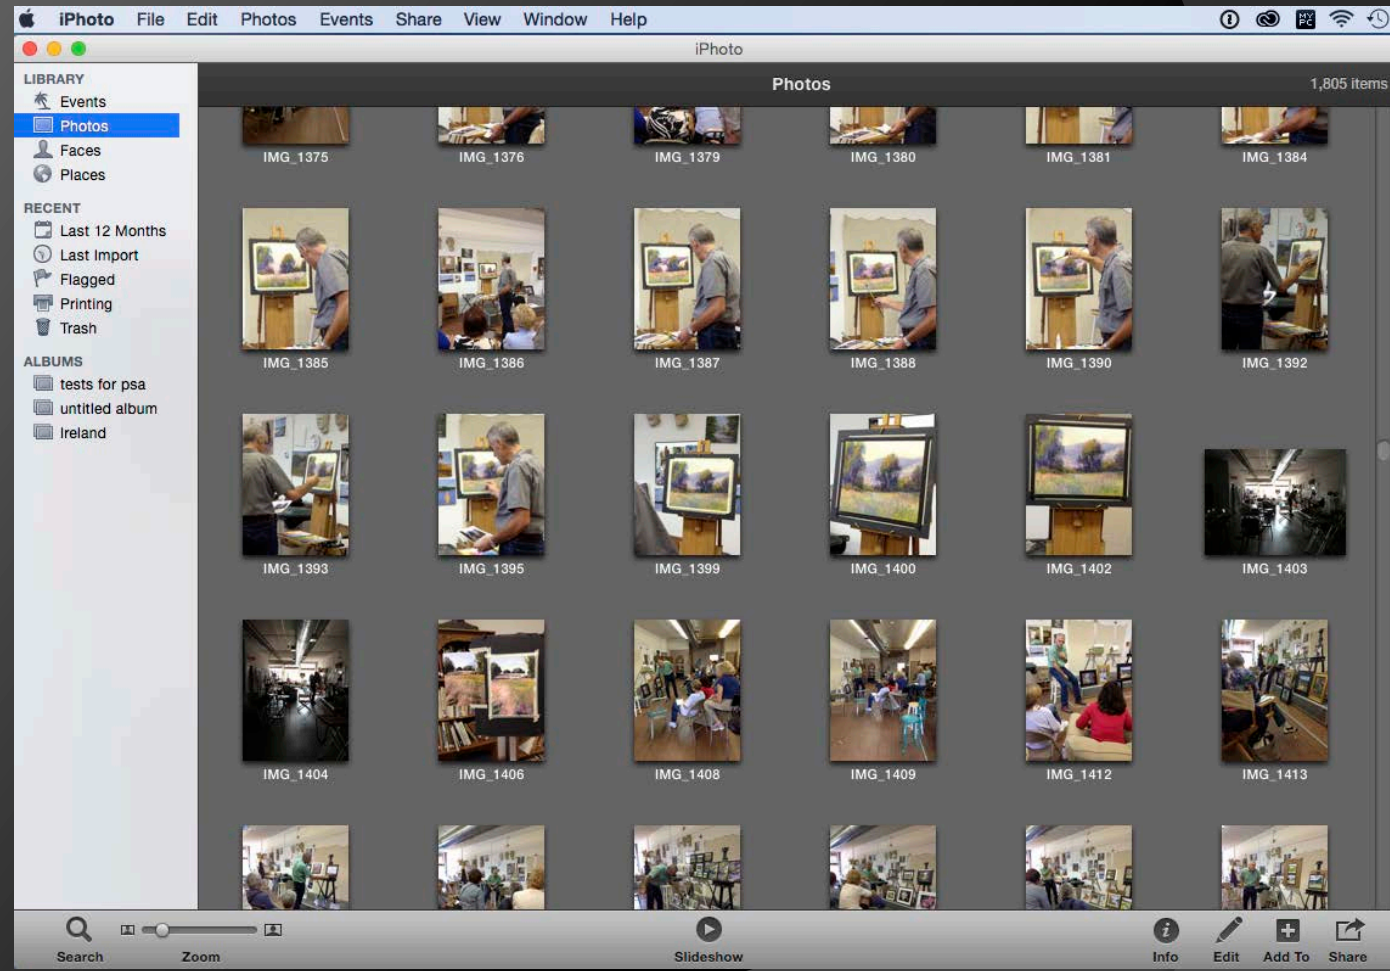 iPhoto File Edit Photos Events Share View Window Help
MY PC
iPhoto
LIBRARY
Events
Photos
Faces
Places
RECENT
Last 12 Months
Last Import
Flagged
Printing
Trash
ALBUMS
tests for psa
untitled album
Ireland
Photos 1,805 items
IMG_1375 IMG_1376 IMG_1379 IMG_1380 IMG_1381 IMG_1384
IMG_1385 IMG_1386 IMG_1387 IMG_1388 IMG_1390 IMG_1392
IMG_1393 IMG_1395 IMG_1399 IMG_1400 IMG_1402 IMG_1403
IMG_1404 IMG_1406 IMG_1408 IMG_1409 IMG_1412 IMG_1413
Search Zoom Slideshow Info Edit Add To Share